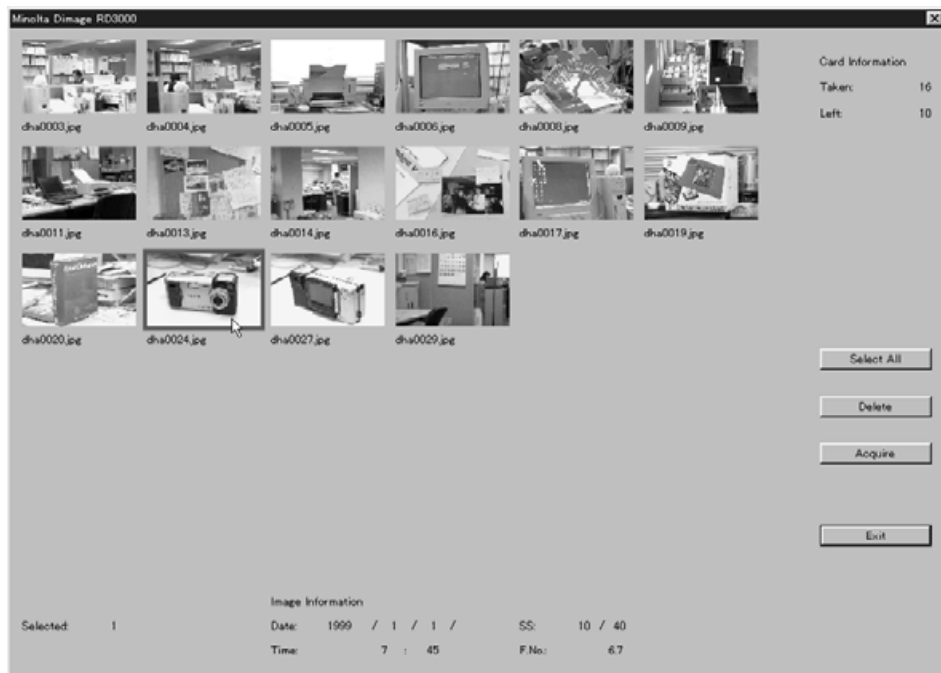 Minolta Dimage RD3000
Card Information
Taken: 16
Left: 10
dha0003.jpg dha0004.jpg dha0005.jpg dha0006.jpg dha0008.jpg dha0009.jpg
dha0011.jpg dha0013.jpg dha0014.jpg dha0016.jpg dha0017.jpg dha0019.jpg
dha0020.jpg dha0024.jpg dha0027.jpg dha0029.jpg
Select All
Delete
Acquire
Exit
Image Information
Selected: 1 Date: 1999 / 1 / 1 / SS: 10 / 40
Time: 7 : 45 F.No.: 6.7